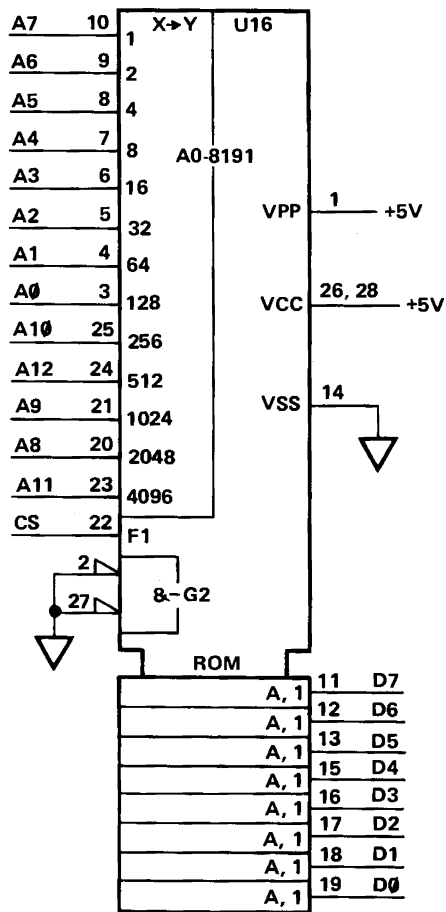 X→Y U16
A7 10 1
A6 9 2
A5 8 4
A4 7 8
A0-8191
A3 6 16
A2 5 32
VPP 1 +5V
A1 4 64
A0 3 128
VCC 26, 28 +5V
A10 25 256
A12 24 512
VSS 14
A9 21 1024
A8 20 2048
A11 23 4096
CS 22 F1
2
27 &-G2
ROM
A, 1 11 D7
A, 1 12 D6
A, 1 13 D5
A, 1 15 D4
A, 1 16 D3
A, 1 17 D2
A, 1 18 D1
A, 1 19 D0